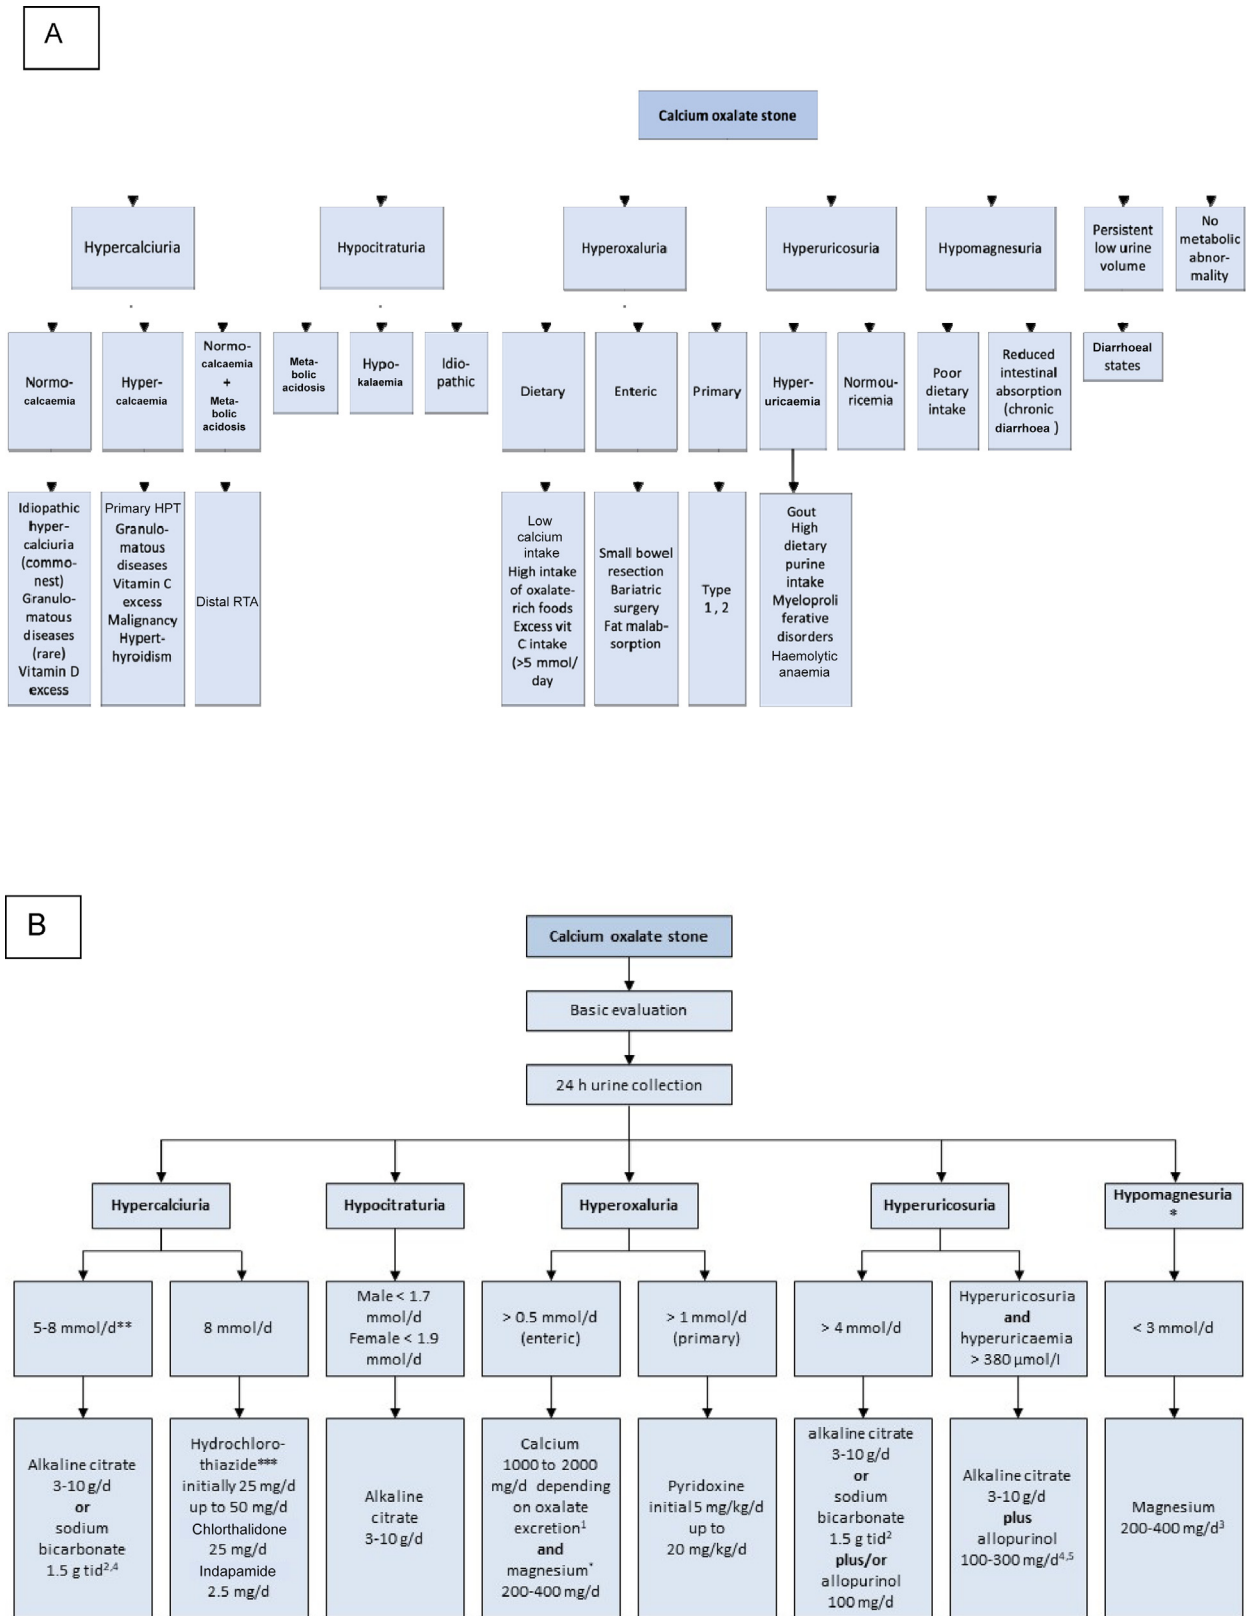 A
Calcium oxalate stone
Hypercalciuria
Hypocitraturia
Hyperoxaluria
Hyperuricosuria
Hypomagnesuria
Persistent
low urine
volume
No
metabolic
abnor-
mality
Normo-
calcaemia
Hyper-
calcaemia
Normo-
calcaemia
+
Meta-
bolic
acidosis
Meta-
bolic
acidosis
Hypo-
kalaemia
Idio-
pathic
Dietary
Enteric
Primary
Hyper-
uricaemia
Normou-
ricemia
Poor
dietary
intake
Reduced
intestinal
absorption
(chronic
diarrhoea )
Diarrhoeal
states
Idiopathic
hyper-
calciuria
(commo-
nest)
Granulo-
matous
diseases
(rare)
Vitamin D
excess
Primary HPT
Granulo-
matous
diseases
Vitamin C
excess
Malignancy
Hypert-
hyroidism
Distal RTA
Low
calcium
intake
High intake
of oxalate-
rich foods
Excess vit
C intake
(>5 mmol/
day
Small bowel
resection
Bariatric
surgery
Fat malab-
sorption
Type
1 , 2
Gout
High
dietary
purine
intake
Myeloproli
ferative
disorders
Haemolytic
anaemia
B
Calcium oxalate stone
Basic evaluation
24 h urine collection
Hypercalciuria
Hypocitraturia
Hyperoxaluria
Hyperuricosuria
Hypomagnesuria
*
5-8 mmol/d**
8 mmol/d
Male < 1.7
mmol/d
Female < 1.9
mmol/d
> 0.5 mmol/d
(enteric)
> 1 mmol/d
(primary)
> 4 mmol/d
Hyperuricosuria
and
hyperuricaemia
> 380 µmol/l
< 3 mmol/d
Alkaline citrate
3-10 g/d
or
sodium
bicarbonate
1.5 g tid2,4
Hydrochloro-
thiazide***
initially 25 mg/d
up to 50 mg/d
Chlorthalidone
25 mg/d
Indapamide
2.5 mg/d
Alkaline
citrate
3-10 g/d
Calcium
1000 to 2000
mg/d depending
on oxalate
excretion1
and
magnesium*
200-400 mg/d
Pyridoxine
initial 5 mg/kg/d
up to
20 mg/kg/d
alkaline citrate
3-10 g/d
or
sodium
bicarbonate
1.5 g tid2
plus/or
allopurinol
100 mg/d
Alkaline citrate
3-10 g/d
plus
allopurinol
100-300 mg/d4,5
Magnesium
200-400 mg/d3